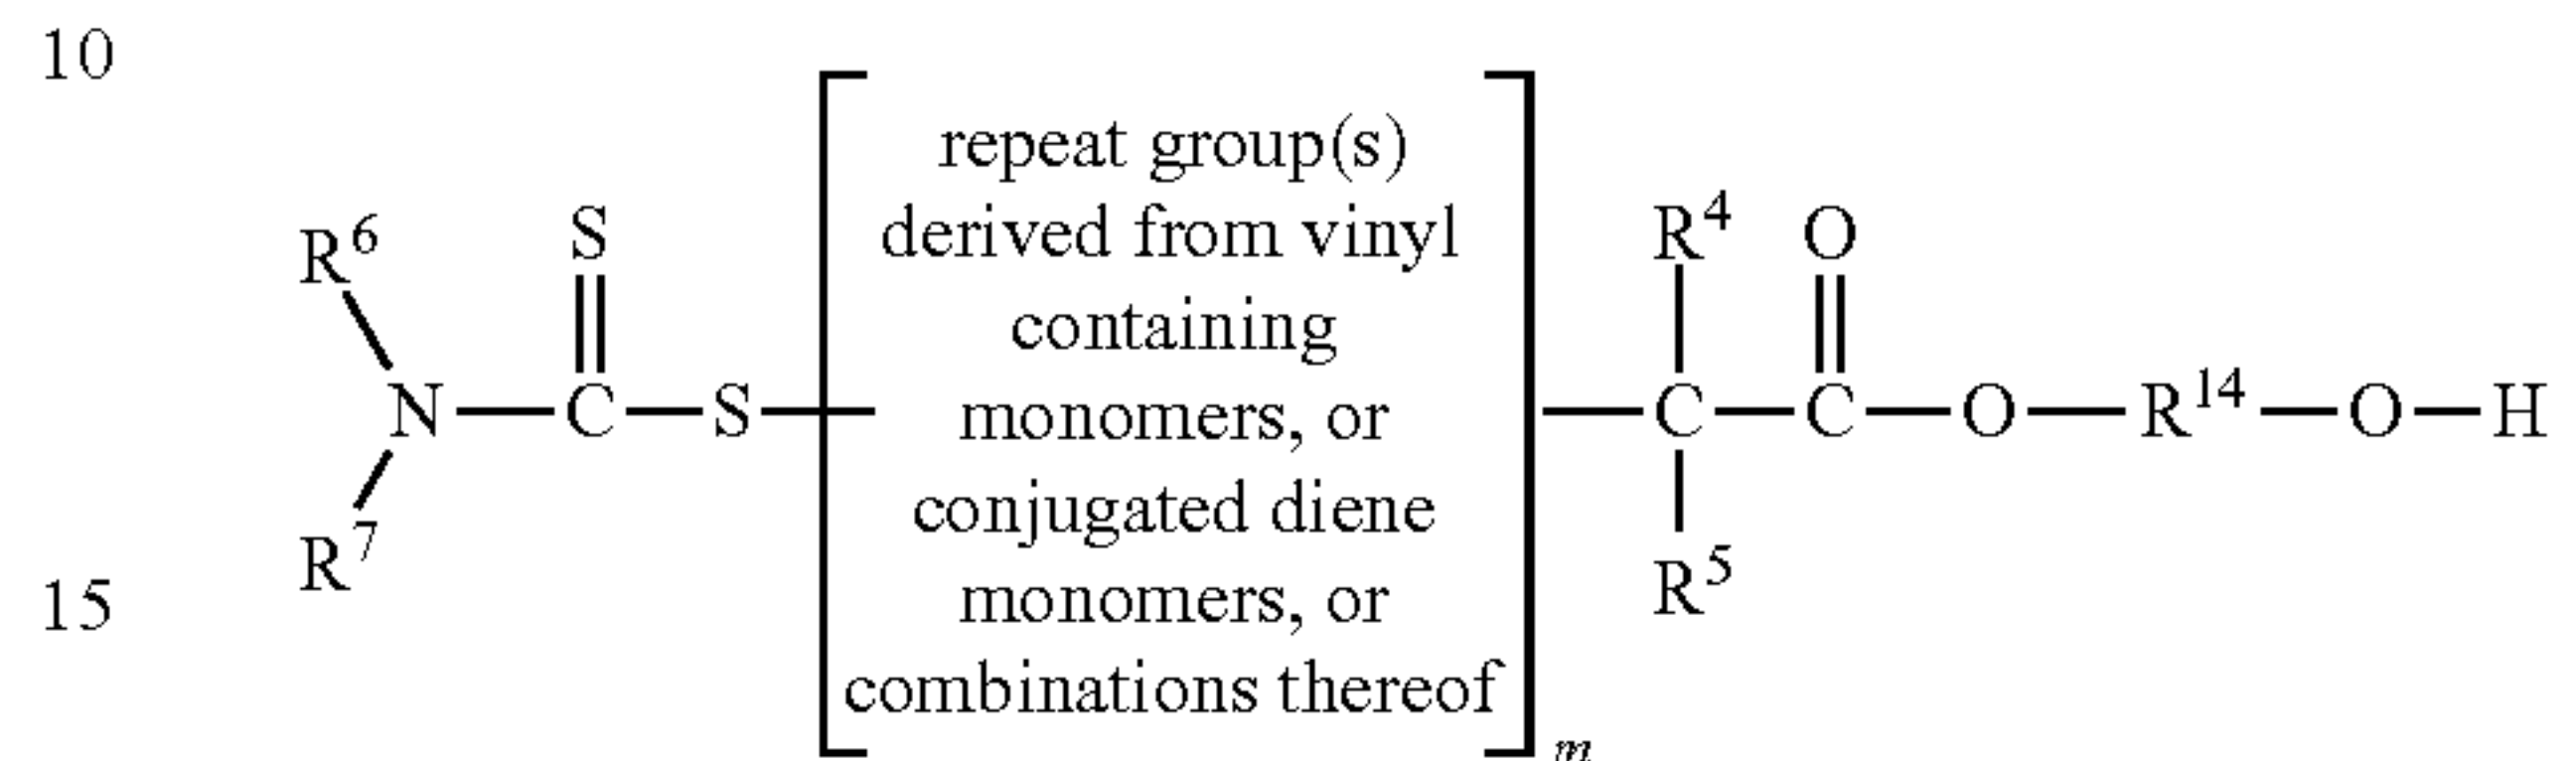 10
repeat group(s)
derived from vinyl
containing
monomers, or
conjugated diene
monomers, or
combinations thereof
m
R6
S
R7
N—C—S
R4
O
C—C—O—R14—O—H
R5
15